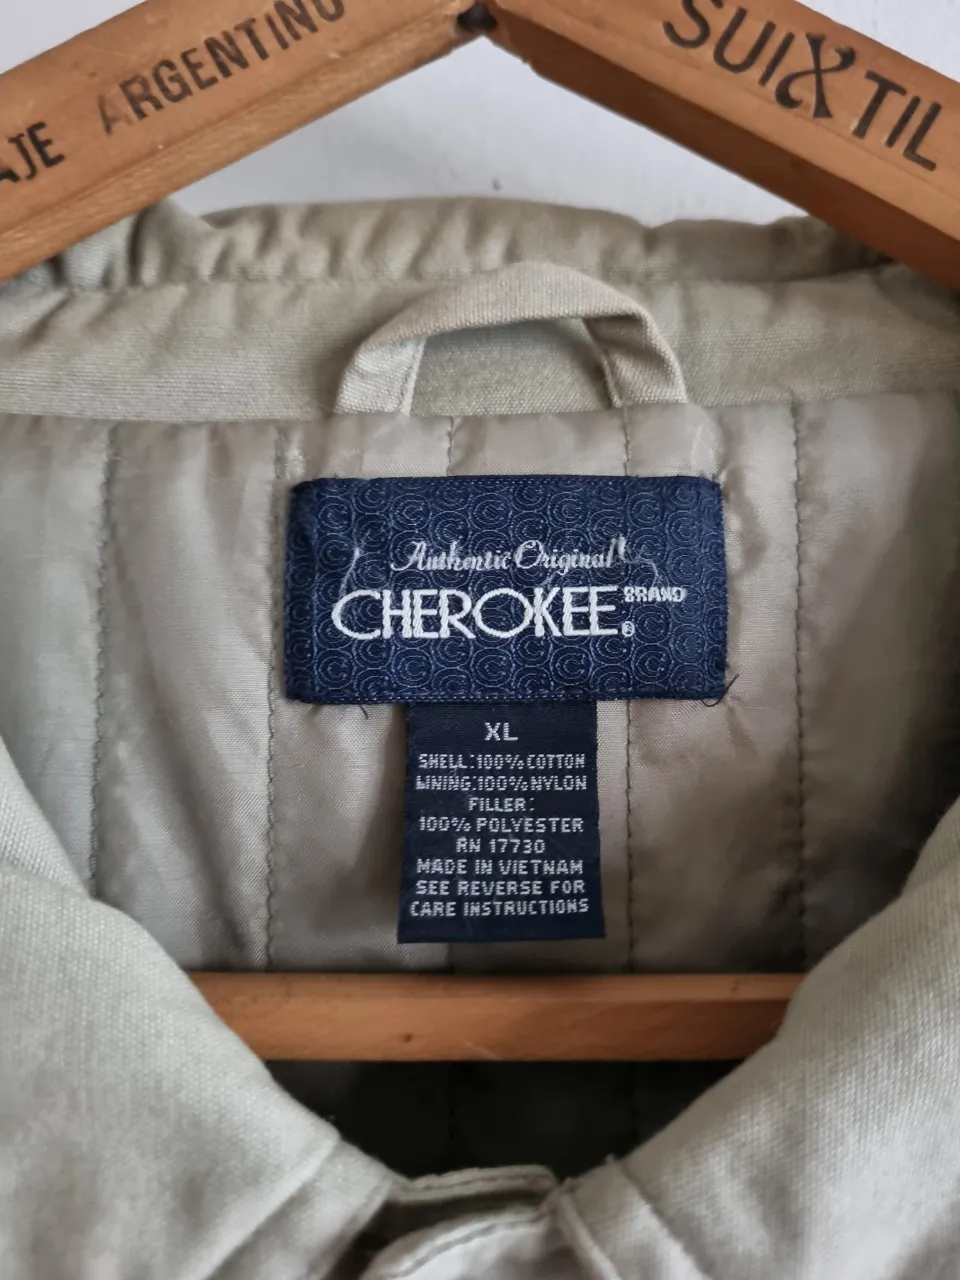 AJE ARGENTINO
SUIXTIL
Authentic Original
CHEROKEE® BRAND
XL
SHELL:100% COTTON
LINING:100% NYLON
FILLER:
100% POLYESTER
RN 17730
MADE IN VIETNAM
SEE REVERSE FOR
CARE INSTRUCTIONS